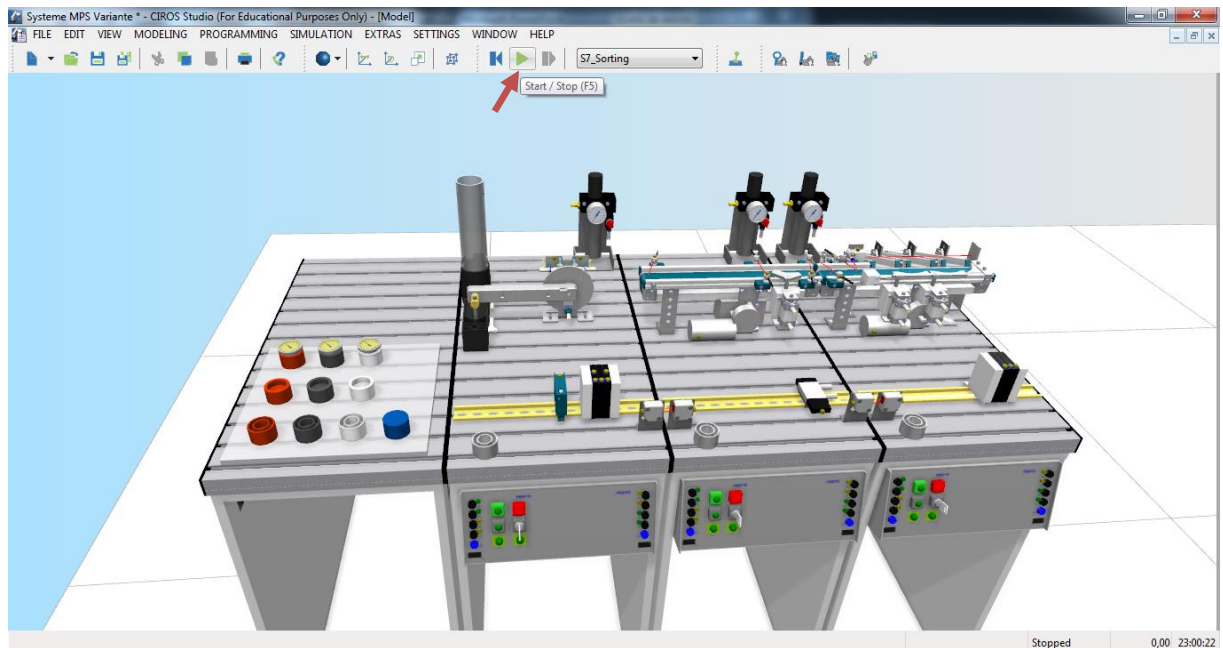 Systeme MPS Variante * - CIROS Studio (For Educational Purposes Only) - [Model]
FILE EDIT VIEW MODELING PROGRAMMING SIMULATION EXTRAS SETTINGS WINDOW HELP
S7_Sorting
Start / Stop (F5)
Stopped 0,00 23:00:22